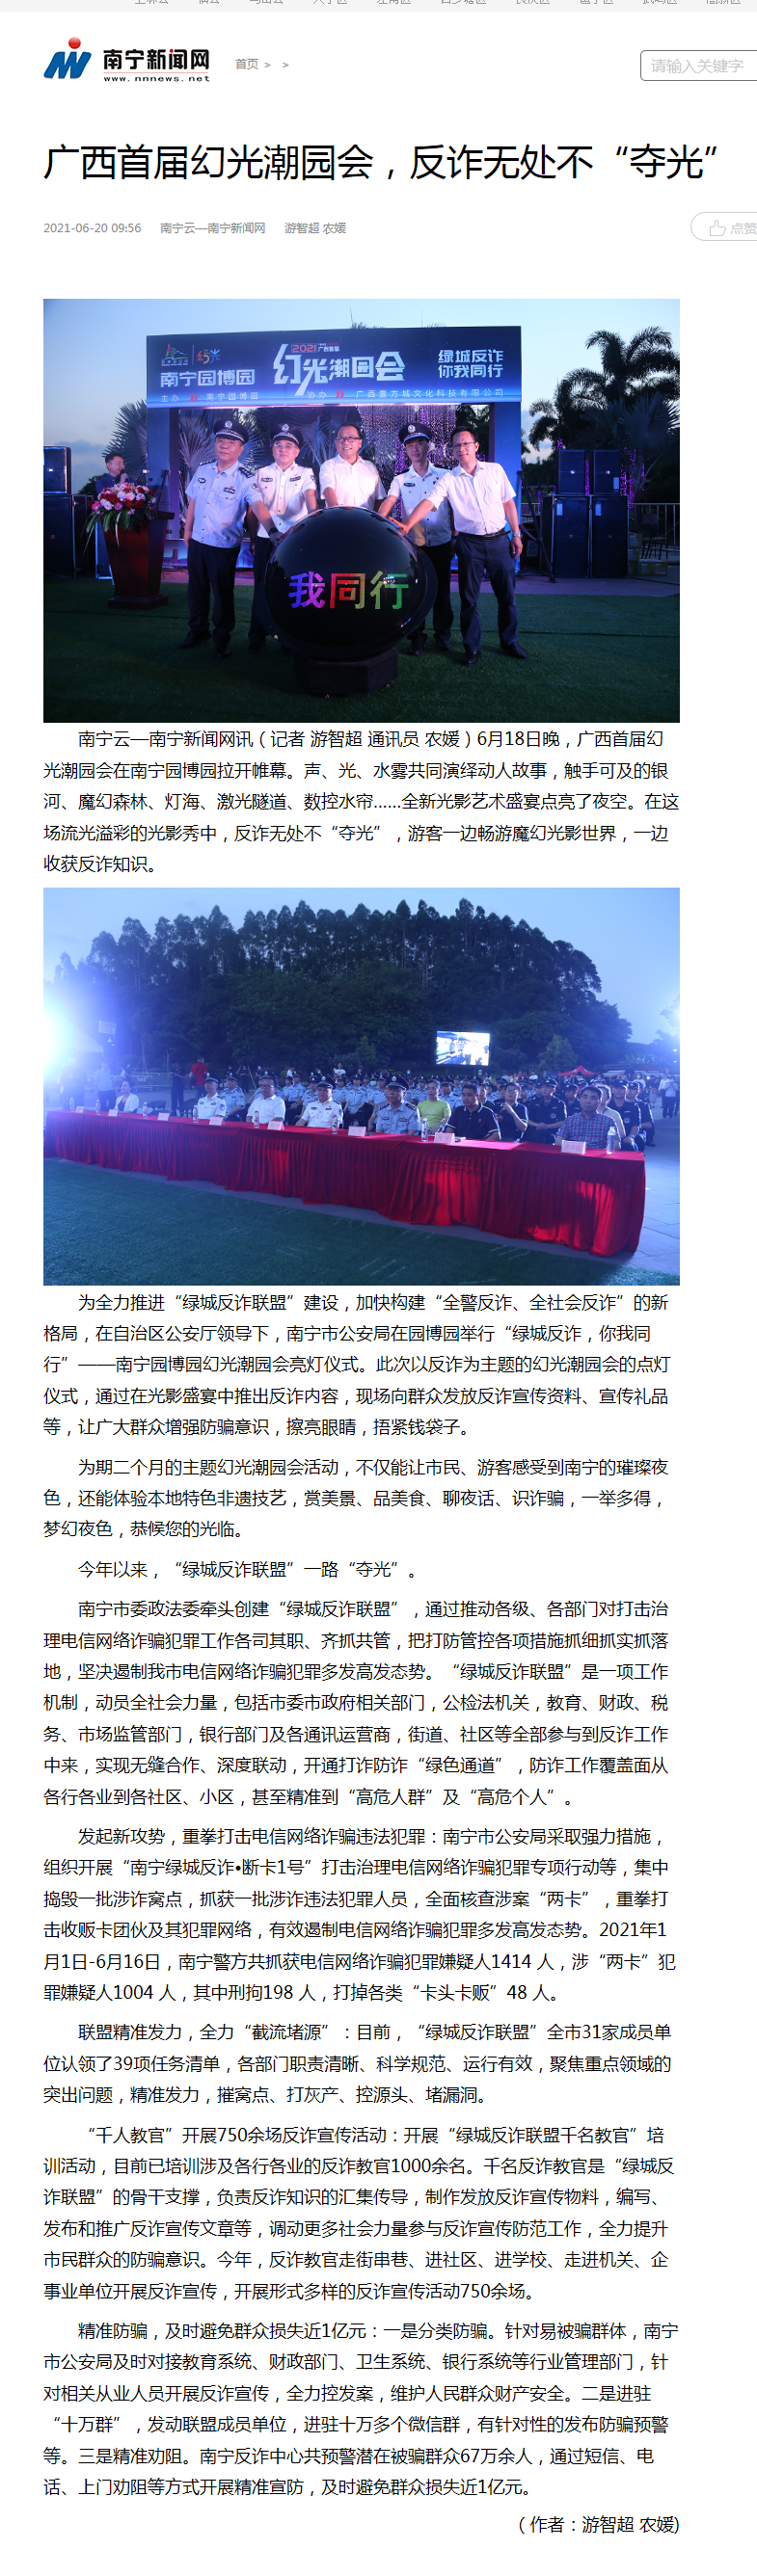 南宁新闻网
www.nnnews.net
首页 > >
请输入关键字
广西首届幻光潮园会，反诈无处不“夺光”
2021-06-20 09:56 南宁云—南宁新闻网 游智超 农媛
点赞
2021
幻光潮园会
南宁园博园
绿城反诈
你我同行
主办 南宁园博园
协办
我同行
南宁云—南宁新闻网讯（记者 游智超 通讯员 农媛）6月18日晚，广西首届幻
光潮园会在南宁园博园拉开帷幕。声、光、水雾共同演绎动人故事，触手可及的银
河、魔幻森林、灯海、激光隧道、数控水帘......全新光影艺术盛宴点亮了夜空。在这
场流光溢彩的光影秀中，反诈无处不“夺光”，游客一边畅游魔幻光影世界，一边
收获反诈知识。
为全力推进“绿城反诈联盟”建设，加快构建“全警反诈、全社会反诈”的新
格局，在自治区公安厅领导下，南宁市公安局在园博园举行“绿城反诈，你我同
行”——南宁园博园幻光潮园会亮灯仪式。此次以反诈为主题的幻光潮园会的点灯
仪式，通过在光影盛宴中推出反诈内容，现场向群众发放反诈宣传资料、宣传礼品
等，让广大群众增强防骗意识，擦亮眼睛，捂紧钱袋子。
为期二个月的主题幻光潮园会活动，不仅能让市民、游客感受到南宁的璀璨夜
色，还能体验本地特色非遗技艺，赏美景、品美食、聊夜话、识诈骗，一举多得，
梦幻夜色，恭候您的光临。
今年以来，“绿城反诈联盟”一路“夺光”。
南宁市委政法委牵头创建“绿城反诈联盟”，通过推动各级、各部门对打击治
理电信网络诈骗犯罪工作各司其职、齐抓共管，把打防管控各项措施抓细抓实抓落
地，坚决遏制我市电信网络诈骗犯罪多发高发态势。“绿城反诈联盟”是一项工作
机制，动员全社会力量，包括市委市政府相关部门，公检法机关，教育、财政、税
务、市场监管部门，银行部门及各通讯运营商，街道、社区等全部参与到反诈工作
中来，实现无缝合作、深度联动，开通打诈防诈“绿色通道”，防诈工作覆盖面从
各行各业到各社区、小区，甚至精准到“高危人群”及“高危个人”。
发起新攻势，重拳打击电信网络诈骗违法犯罪：南宁市公安局采取强力措施，
组织开展“南宁绿城反诈•断卡1号”打击治理电信网络诈骗犯罪专项行动等，集中
捣毁一批涉诈窝点，抓获一批涉诈违法犯罪人员，全面核查涉案“两卡”，重拳打
击收贩卡团伙及其犯罪网络，有效遏制电信网络诈骗犯罪多发高发态势。2021年1
月1日-6月16日，南宁警方共抓获电信网络诈骗犯罪嫌疑人1414 人，涉“两卡”犯
罪嫌疑人1004 人，其中刑拘198 人，打掉各类“卡头卡贩”48 人。
联盟精准发力，全力“截流堵源”：目前，“绿城反诈联盟”全市31家成员单
位认领了39项任务清单，各部门职责清晰、科学规范、运行有效，聚焦重点领域的
突出问题，精准发力，摧窝点、打灰产、控源头、堵漏洞。
“千人教官”开展750余场反诈宣传活动：开展“绿城反诈联盟千名教官”培
训活动，目前已培训涉及各行各业的反诈教官1000余名。千名反诈教官是“绿城反
诈联盟”的骨干支撑，负责反诈知识的汇集传导，制作发放反诈宣传物料，编写、
发布和推广反诈宣传文章等，调动更多社会力量参与反诈宣传防范工作，全力提升
市民群众的防骗意识。今年，反诈教官走街串巷、进社区、进学校、走进机关、企
事业单位开展反诈宣传，开展形式多样的反诈宣传活动750余场。
精准防骗，及时避免群众损失近1亿元：一是分类防骗。针对易被骗群体，南宁
市公安局及时对接教育系统、财政部门、卫生系统、银行系统等行业管理部门，针
对相关从业人员开展反诈宣传，全力控发案，维护人民群众财产安全。二是进驻
“十万群”，发动联盟成员单位，进驻十万多个微信群，有针对性的发布防骗预警
等。三是精准劝阻。南宁反诈中心共预警潜在被骗群众67万余人，通过短信、电
话、上门劝阻等方式开展精准宣防，及时避免群众损失近1亿元。
（作者：游智超 农媛)